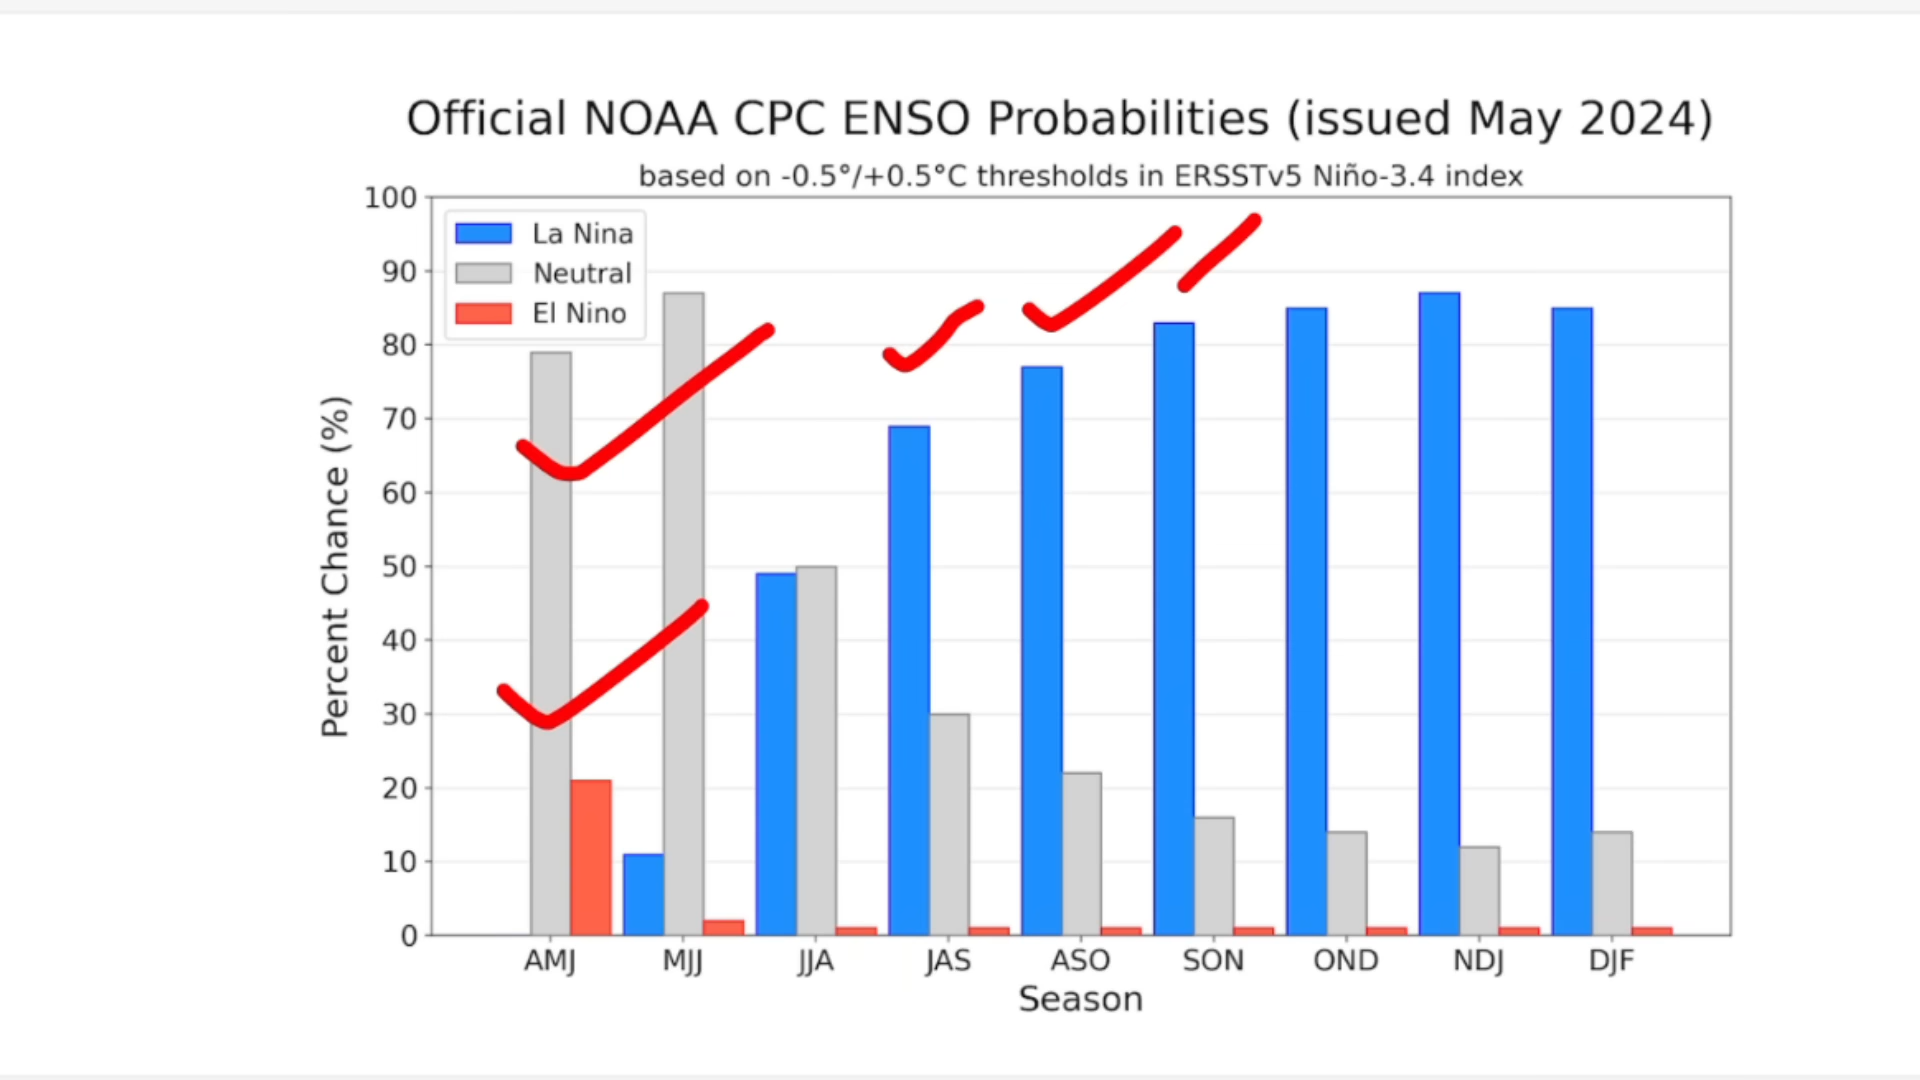 Official NOAA CPC ENSO Probabilities (issued May 2024)
based on -0.5°/+0.5°C thresholds in ERSSTv5 Niño-3.4 index
La Nina
Neutral
El Nino
Percent Chance (%)
100
90
80
70
60
50
40
30
20
10
0
AMJ MJJ JJA JAS ASO SON OND NDJ DJF
Season